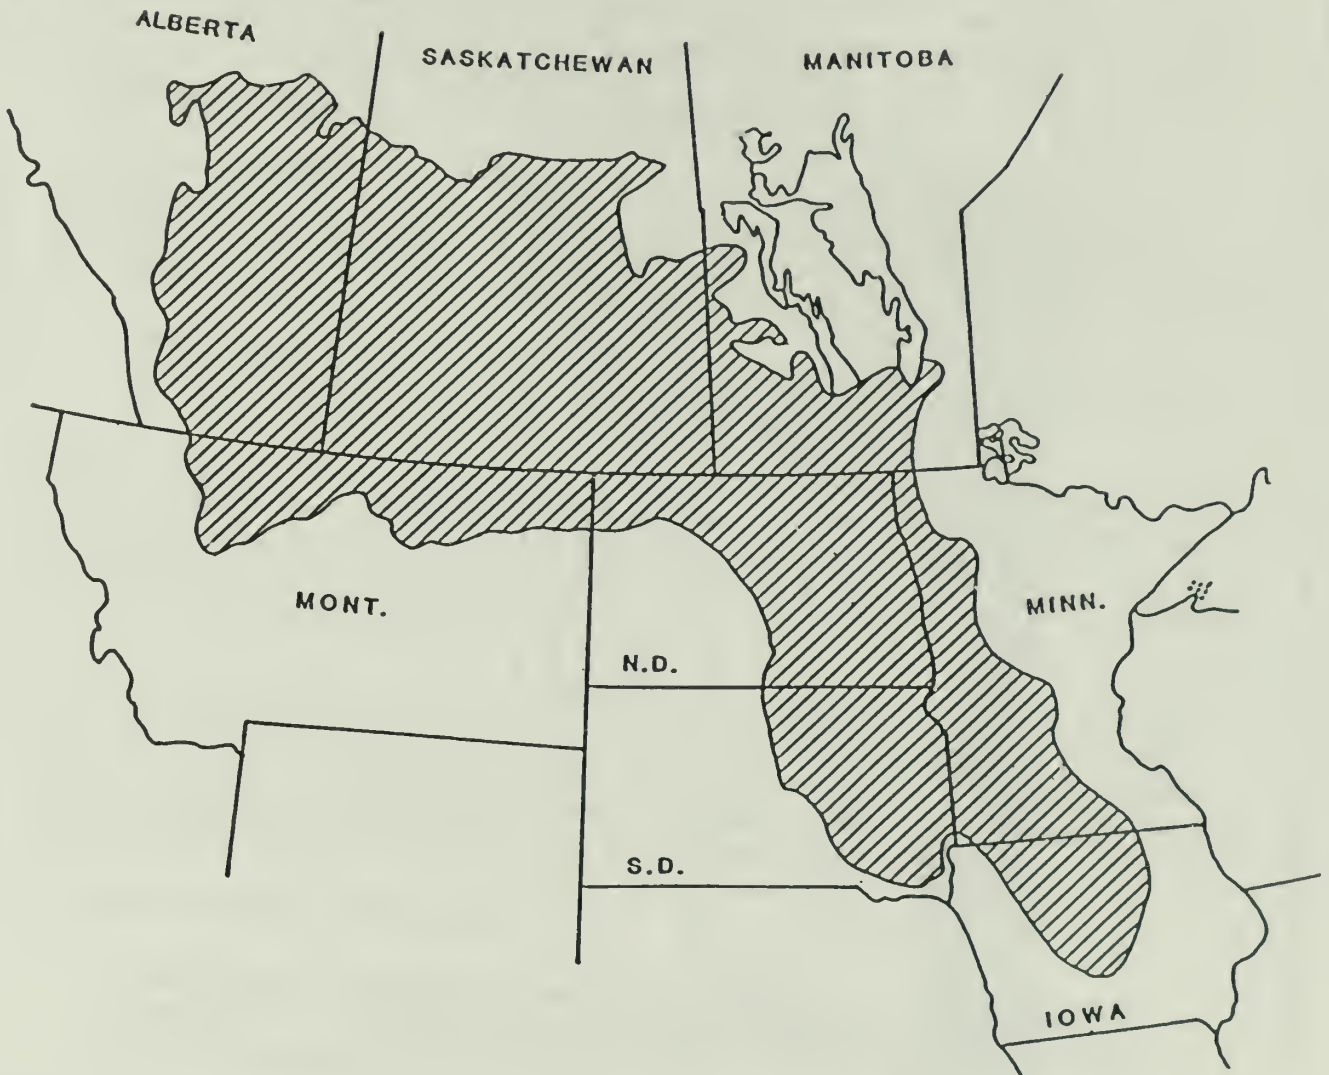 ALBERTA
SASKATCHEWAN
MANITOBA
MONT.
MINN.
N.D.
S.D.
IOWA